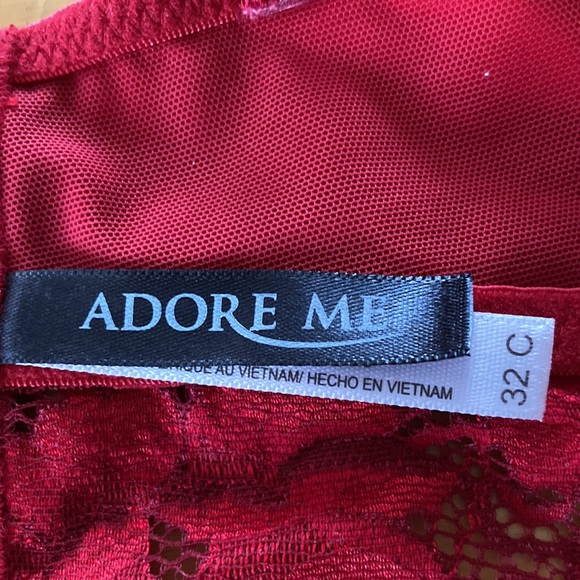 ADORE ME
AU VIETNAM/ HECHO EN VIETNAM
32 C